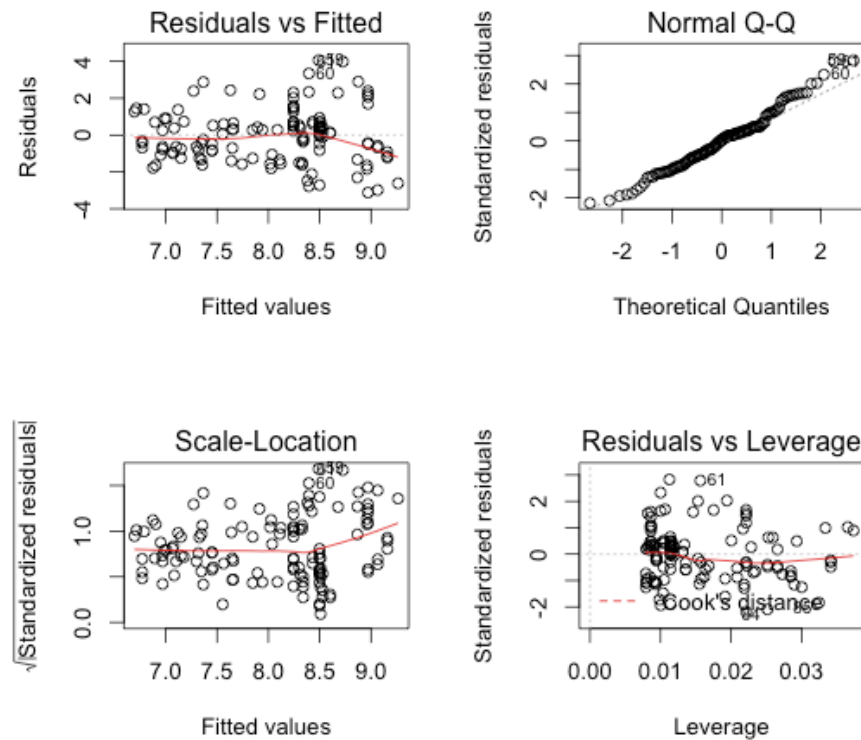 Residuals vs Fitted
Residuals
4
2
0
-4
60
7.0 7.5 8.0 8.5 9.0
Fitted values
Normal Q-Q
Standardized residuals
2
0
-2
60
-2 -1 0 1 2
Theoretical Quantiles
Scale-Location
√|Standardized residuals|
1.0
0.0
60
7.0 7.5 8.0 8.5 9.0
Fitted values
Residuals vs Leverage
Standardized residuals
2
0
-2
61
Cook's distance
0.00 0.01 0.02 0.03
Leverage